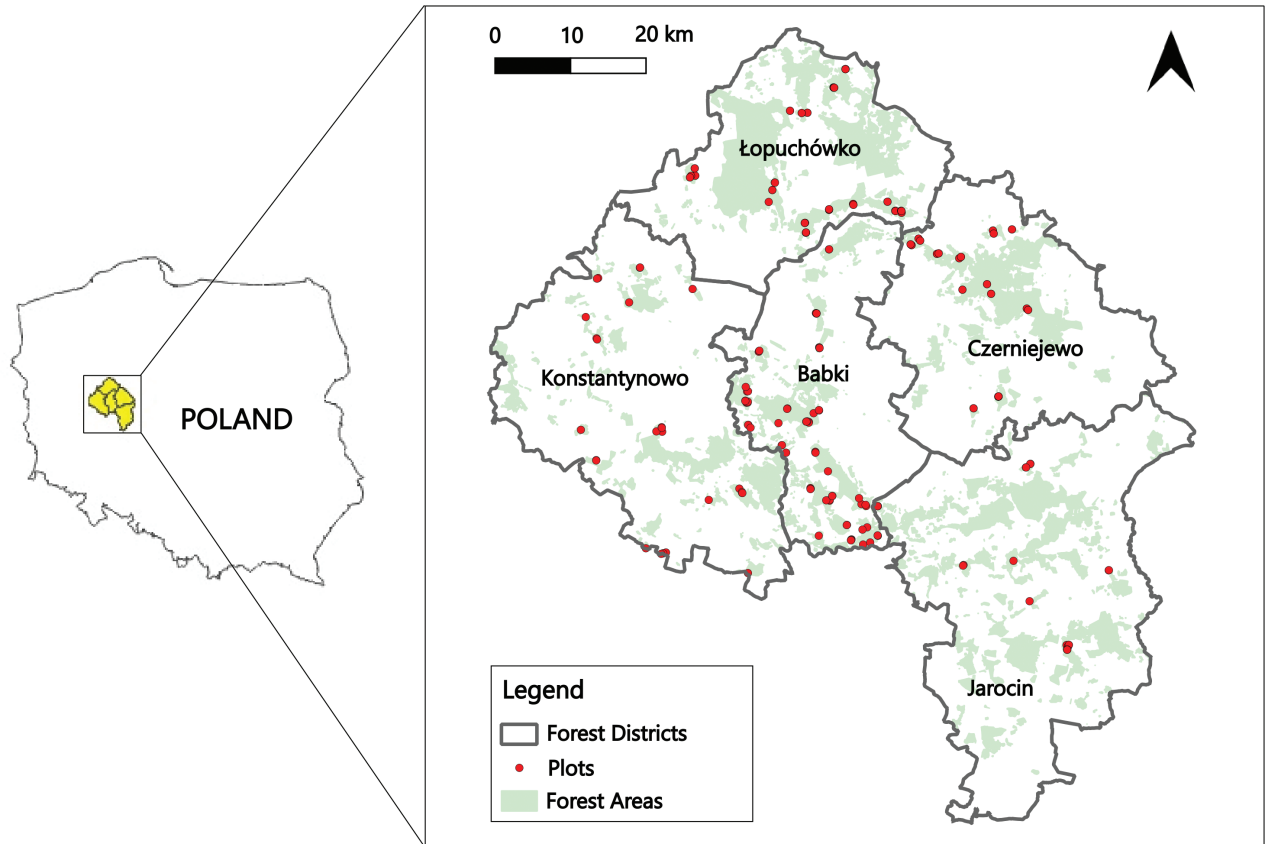 0 10 20 km
Łopuchówko
Czerniejewo
Konstantynowo
Babki
POLAND
Jarocin
Legend
Forest Districts
Plots
Forest Areas